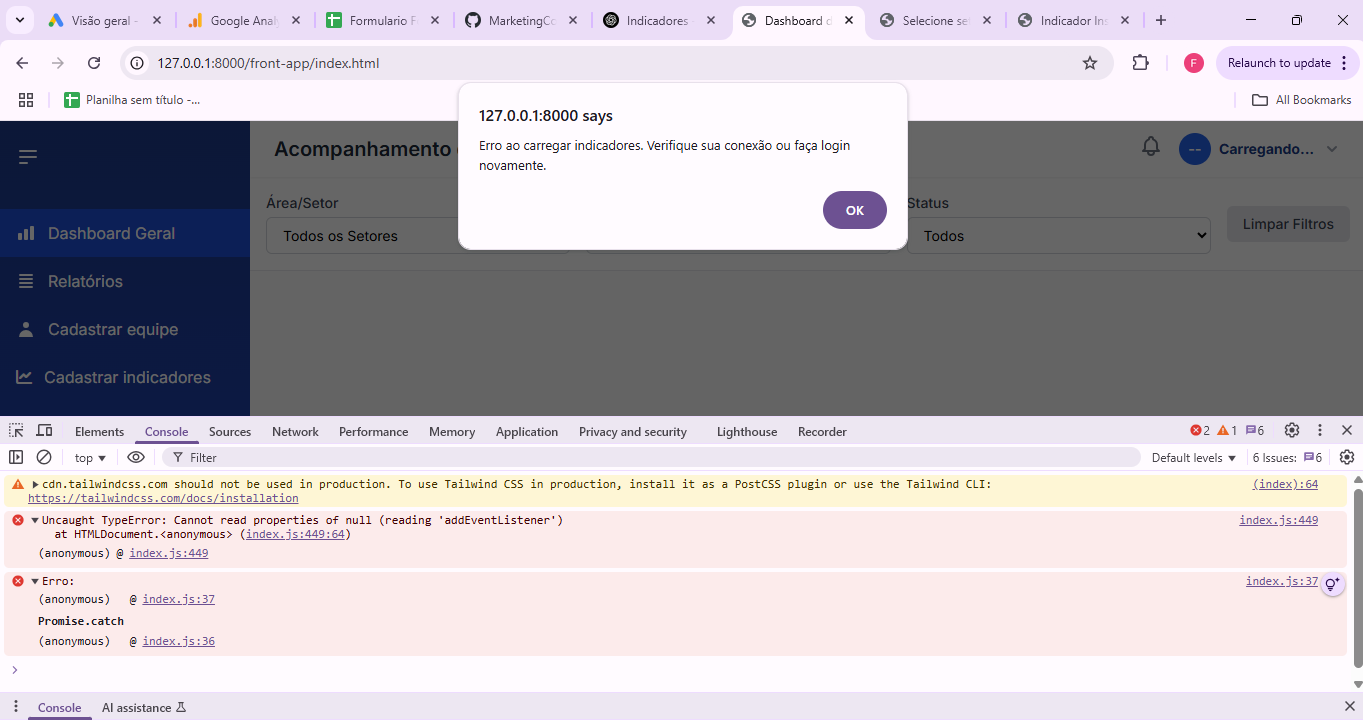 Visão geral -
Google Anal
Formulario F
MarketingCo
Indicadores
Dashboard d
Selecione se
Indicador Ins
127.0.0.1:8000/front-app/index.html
F
Relaunch to update
Planilha sem título -...
All Bookmarks
127.0.0.1:8000 says
Erro ao carregar indicadores. Verifique sua conexão ou faça login
novamente.
OK
Acompanhamento
--
Carregando...
Área/Setor
Status
Todos os Setores
Todos
Limpar Filtros
Dashboard Geral
Relatórios
Cadastrar equipe
Cadastrar indicadores
Elements
Console
Sources
Network
Performance
Memory
Application
Privacy and security
Lighthouse
Recorder
2
1
6
top
Filter
Default levels
6 Issues:
6
cdn.tailwindcss.com should not be used in production. To use Tailwind CSS in production, install it as a PostCSS plugin or use the Tailwind CLI:
(index):64
https://tailwindcss.com/docs/installation
Uncaught TypeError: Cannot read properties of null (reading 'addEventListener')
index.js:449
at HTMLDocument.<anonymous> (index.js:449:64)
(anonymous) @ index.js:449
Erro:
index.js:37
(anonymous) @ index.js:37
Promise.catch
(anonymous) @ index.js:36
Console
AI assistance